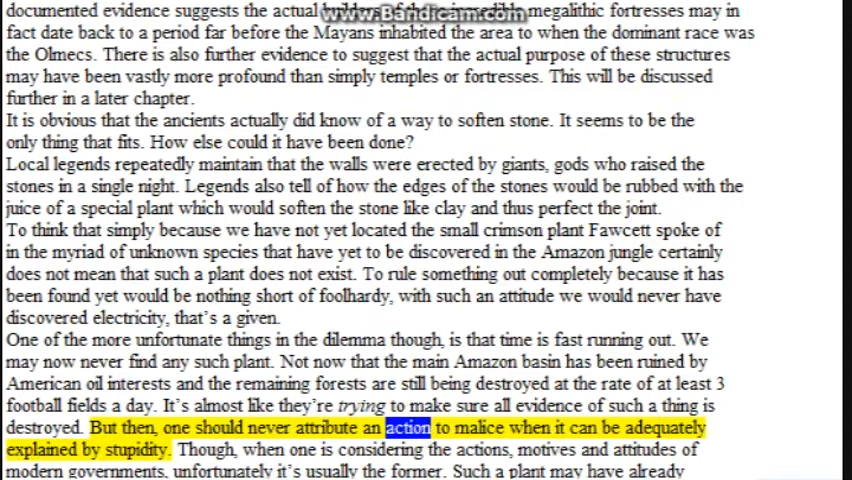 documented evidence suggests the actual builders of these incredible megalithic fortresses may in
www.Bandicam.com
fact date back to a period far before the Mayans inhabited the area to when the dominant race was
the Olmecs. There is also further evidence to suggest that the actual purpose of these structures
may have been vastly more profound than simply temples or fortresses. This will be discussed
further in a later chapter.
It is obvious that the ancients actually did know of a way to soften stone. It seems to be the
only thing that fits. How else could it have been done?
Local legends repeatedly maintain that the walls were erected by giants, gods who raised the
stones in a single night. Legends also tell of how the edges of the stones would be rubbed with the
juice of a special plant which would soften the stone like clay and thus perfect the joint.
To think that simply because we have not yet located the small crimson plant Fawcett spoke of
in the myriad of unknown species that have yet to be discovered in the Amazon jungle certainly
does not mean that such a plant does not exist. To rule something out completely because it has
been found yet would be nothing short of foolhardy, with such an attitude we would never have
discovered electricity, that's a given.
One of the more unfortunate things in the dilemma though, is that time is fast running out. We
may now never find any such plant. Not now that the main Amazon basin has been ruined by
American oil interests and the remaining forests are still being destroyed at the rate of at least 3
football fields a day. It's almost like they're trying to make sure all evidence of such a thing is
destroyed. But then, one should never attribute an action to malice when it can be adequately
explained by stupidity. Though, when one is considering the actions, motives and attitudes of
modern governments, unfortunately it's usually the former. Such a plant may have already